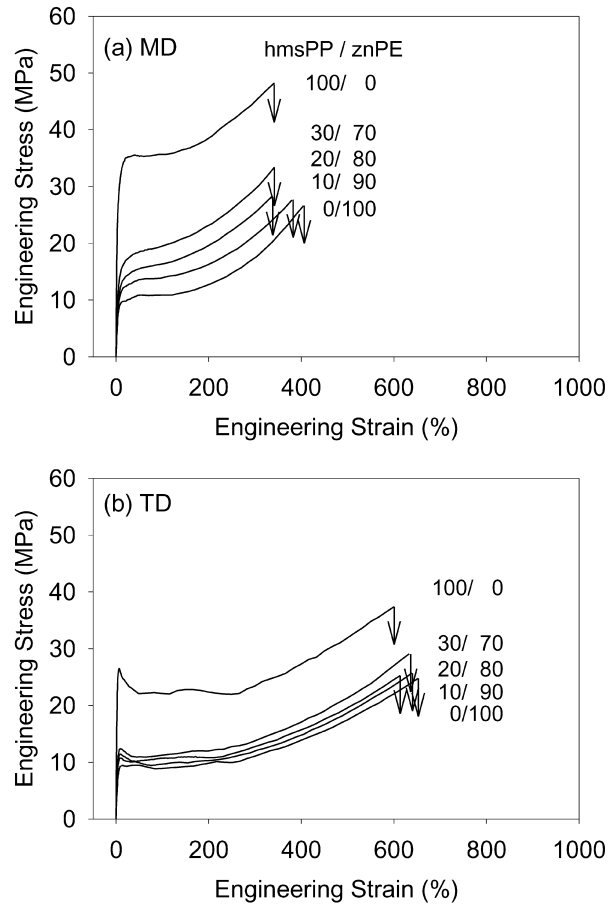 60
(a) MD
hmsPP / znPE
50
100/ 0
40
30/ 70
30
20/ 80
10/ 90
20
0/100
10
0
Engineering Stress (MPa)
0 200 400 600 800 1000
Engineering Strain (%)
60
(b) TD
50
40
100/ 0
30
30/ 70
20/ 80
20
10/ 90
0/100
10
0
Engineering Stress (MPa)
0 200 400 600 800 1000
Engineering Strain (%)